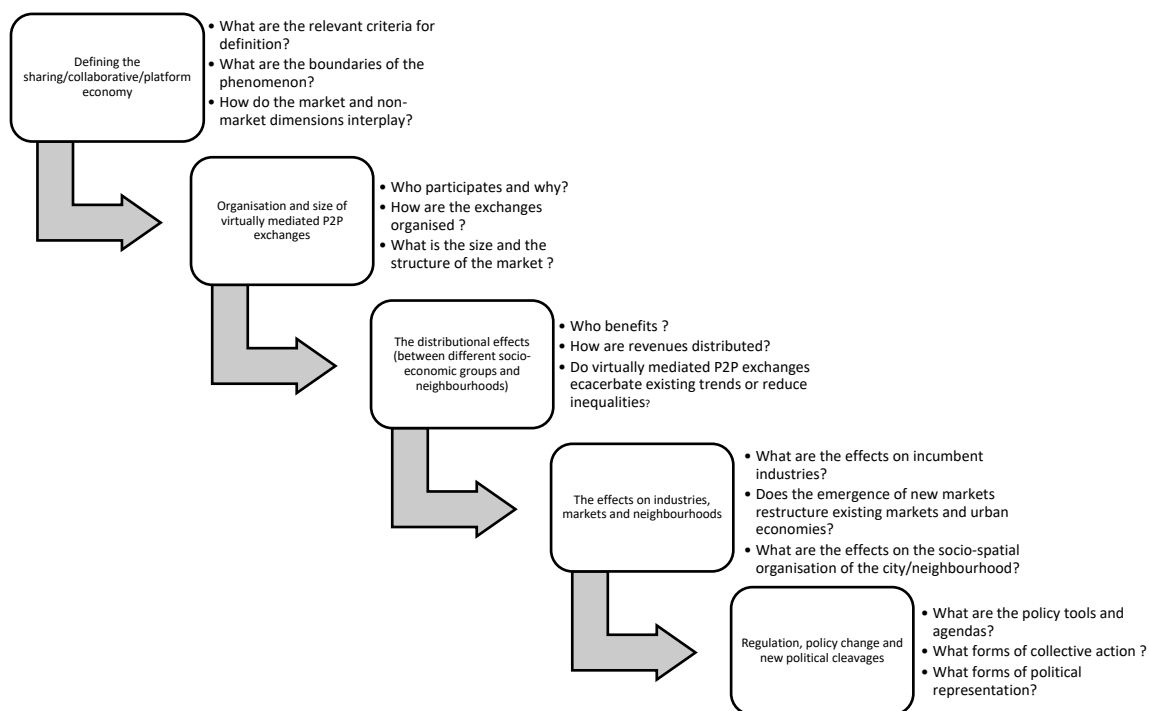 Defining the
sharing/collaborative/platform
economy
• What are the relevant criteria for
definition?
• What are the boundaries of the
phenomenon?
• How do the market and non-
market dimensions interplay?
Organisation and size of
virtually mediated P2P
exchanges
• Who participates and why?
• How are the exchanges
organised ?
• What is the size and the
structure of the market ?
The distributional effects
(between different socio-
economic groups and
neighbourhoods)
• Who benefits ?
• How are revenues distributed?
• Do virtually mediated P2P exchanges
ecacerbate existing trends or reduce
inequalities?
The effects on industries,
markets and neighbourhoods
• What are the effects on incumbent
industries?
• Does the emergence of new markets
restructure existing markets and urban
economies?
• What are the effects on the socio-spatial
organisation of the city/neighbourhood?
Regulation, policy change and
new political cleavages
• What are the policy tools and
agendas?
• What forms of collective action ?
• What forms of political
representation?